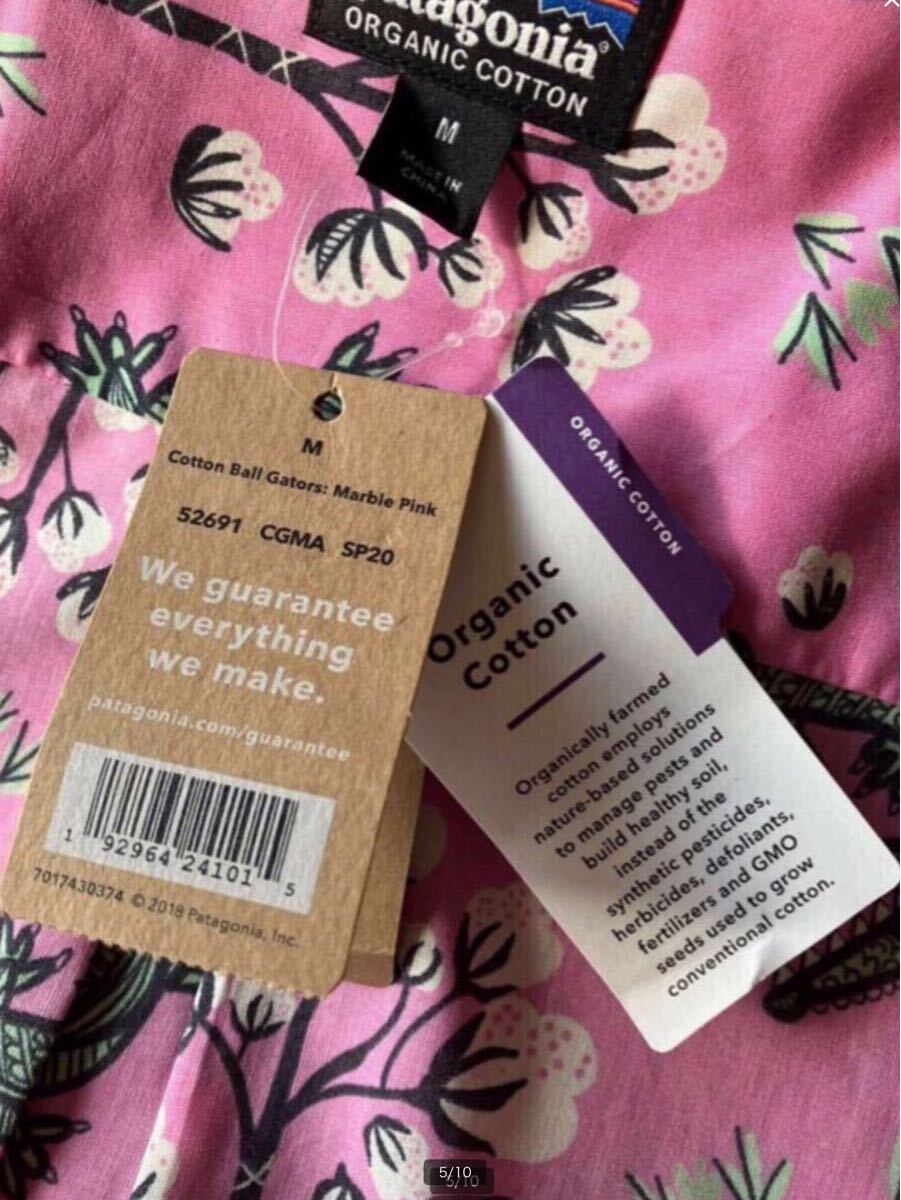 Patagonia®
ORGANIC COTTON
M
MADE IN
CHINA
M
Cotton Ball Gators: Marble Pink
52691 CGMA SP20
We guarantee
everything
we make.
patagonia.com/guarantee
1 92964 24101 5
7017430374 © 2018 Patagonia, Inc.
ORGANIC COTTON
Organic
Cotton
Organically farmed
cotton employs
nature-based solutions
to manage pests and
build healthy soil,
instead of the
synthetic pesticides,
herbicides, defoliants,
fertilizers and GMO
seeds used to grow
conventional cotton.
5/10
5/10